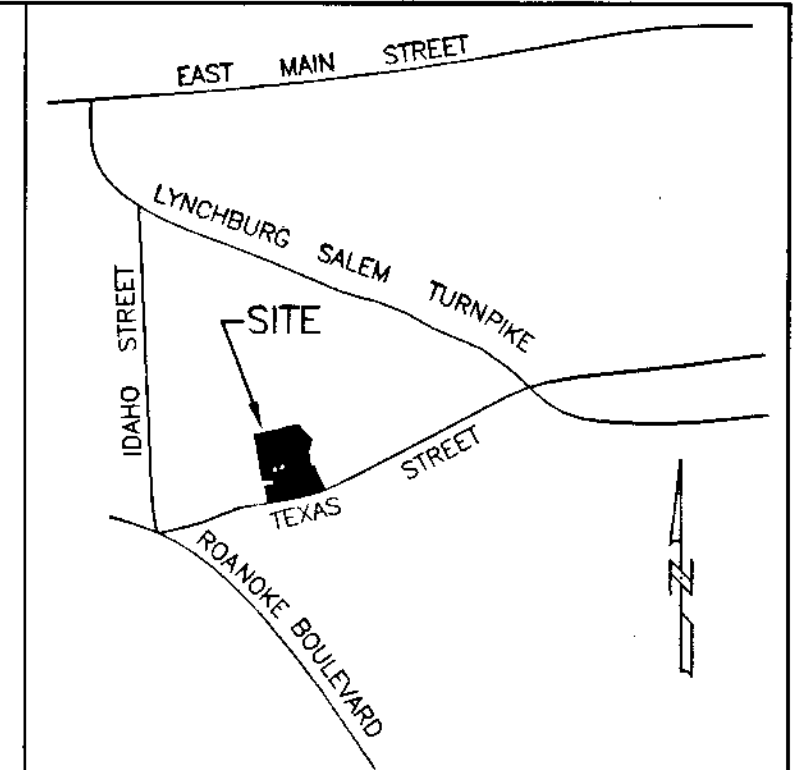 EAST MAIN STREET
LYNCHBURG SALEM TURNPIKE
IDAHO STREET
SITE
TEXAS STREET
ROANOKE BOULEVARD
N